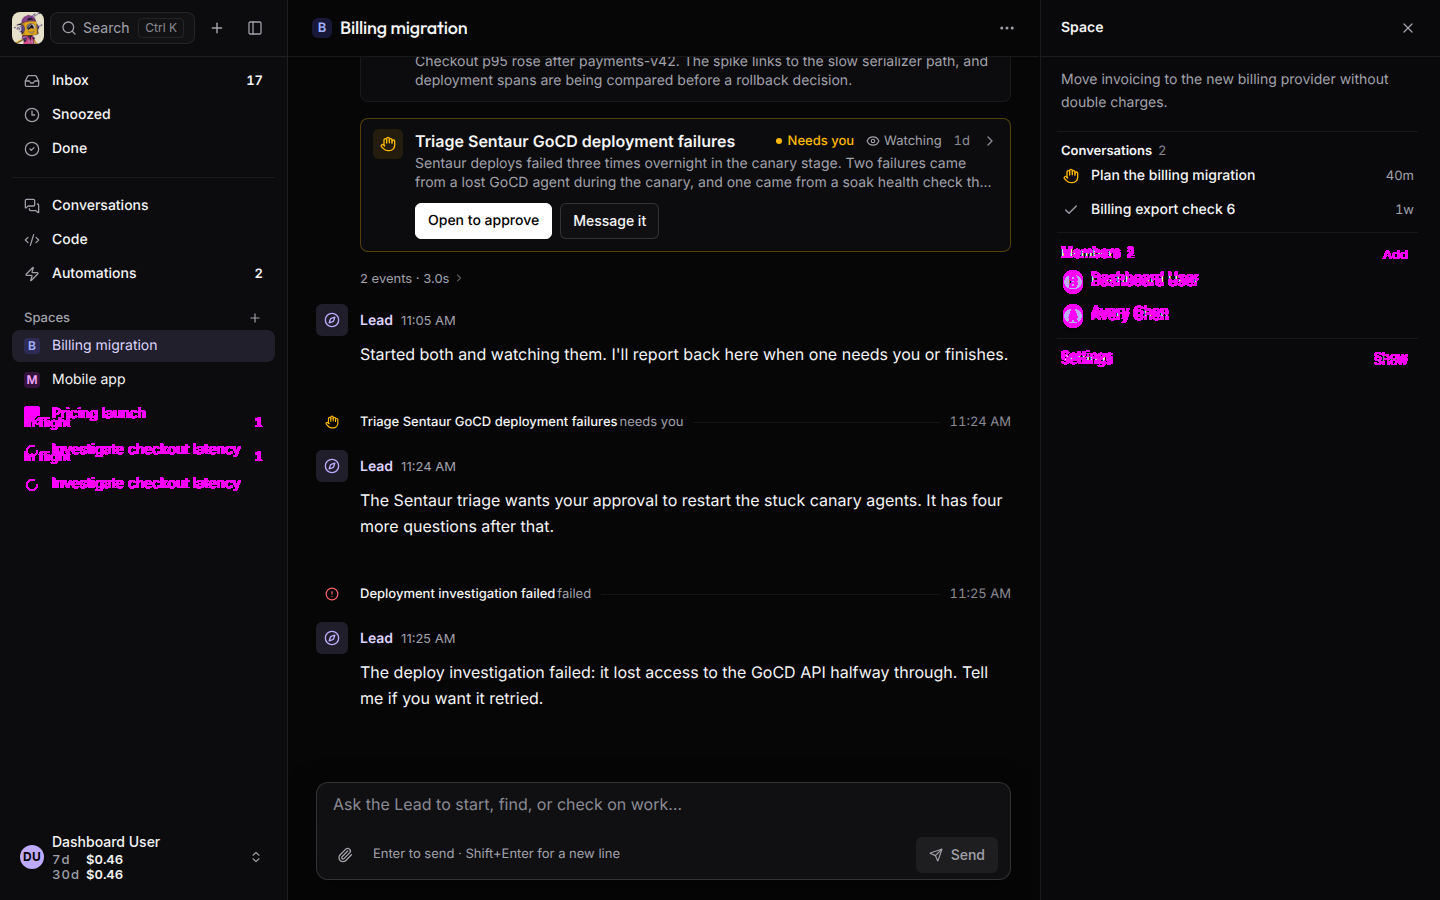 Search Ctrl K
Inbox 17
Snoozed
Done
Conversations
Code
Automations 2
Spaces
B Billing migration
M Mobile app
Pricing launch
In flight 1
Investigate checkout latency
In flight 1
Investigate checkout latency
DU Dashboard User
7d $0.46
30d $0.46
B Billing migration
Checkout p95 rose after payments-v42. The spike links to the slow serializer path, and
deployment spans are being compared before a rollback decision.
Triage Sentaur GoCD deployment failures Needs you Watching 1d
Sentaur deploys failed three times overnight in the canary stage. Two failures came
from a lost GoCD agent during the canary, and one came from a soak health check th...
Open to approve Message it
2 events · 3.0s
Lead 11:05 AM
Started both and watching them. I'll report back here when one needs you or finishes.
Triage Sentaur GoCD deployment failures needs you 11:24 AM
Lead 11:24 AM
The Sentaur triage wants your approval to restart the stuck canary agents. It has four
more questions after that.
Deployment investigation failed failed 11:25 AM
Lead 11:25 AM
The deploy investigation failed: it lost access to the GoCD API halfway through. Tell
me if you want it retried.
Ask the Lead to start, find, or check on work...
Enter to send · Shift+Enter for a new line
Send
Space
Move invoicing to the new billing provider without
double charges.
Conversations 2
Plan the billing migration 40m
Billing export check 6 1w
Members 2 Add
Dashboard User
Avery Chen
Settings Show